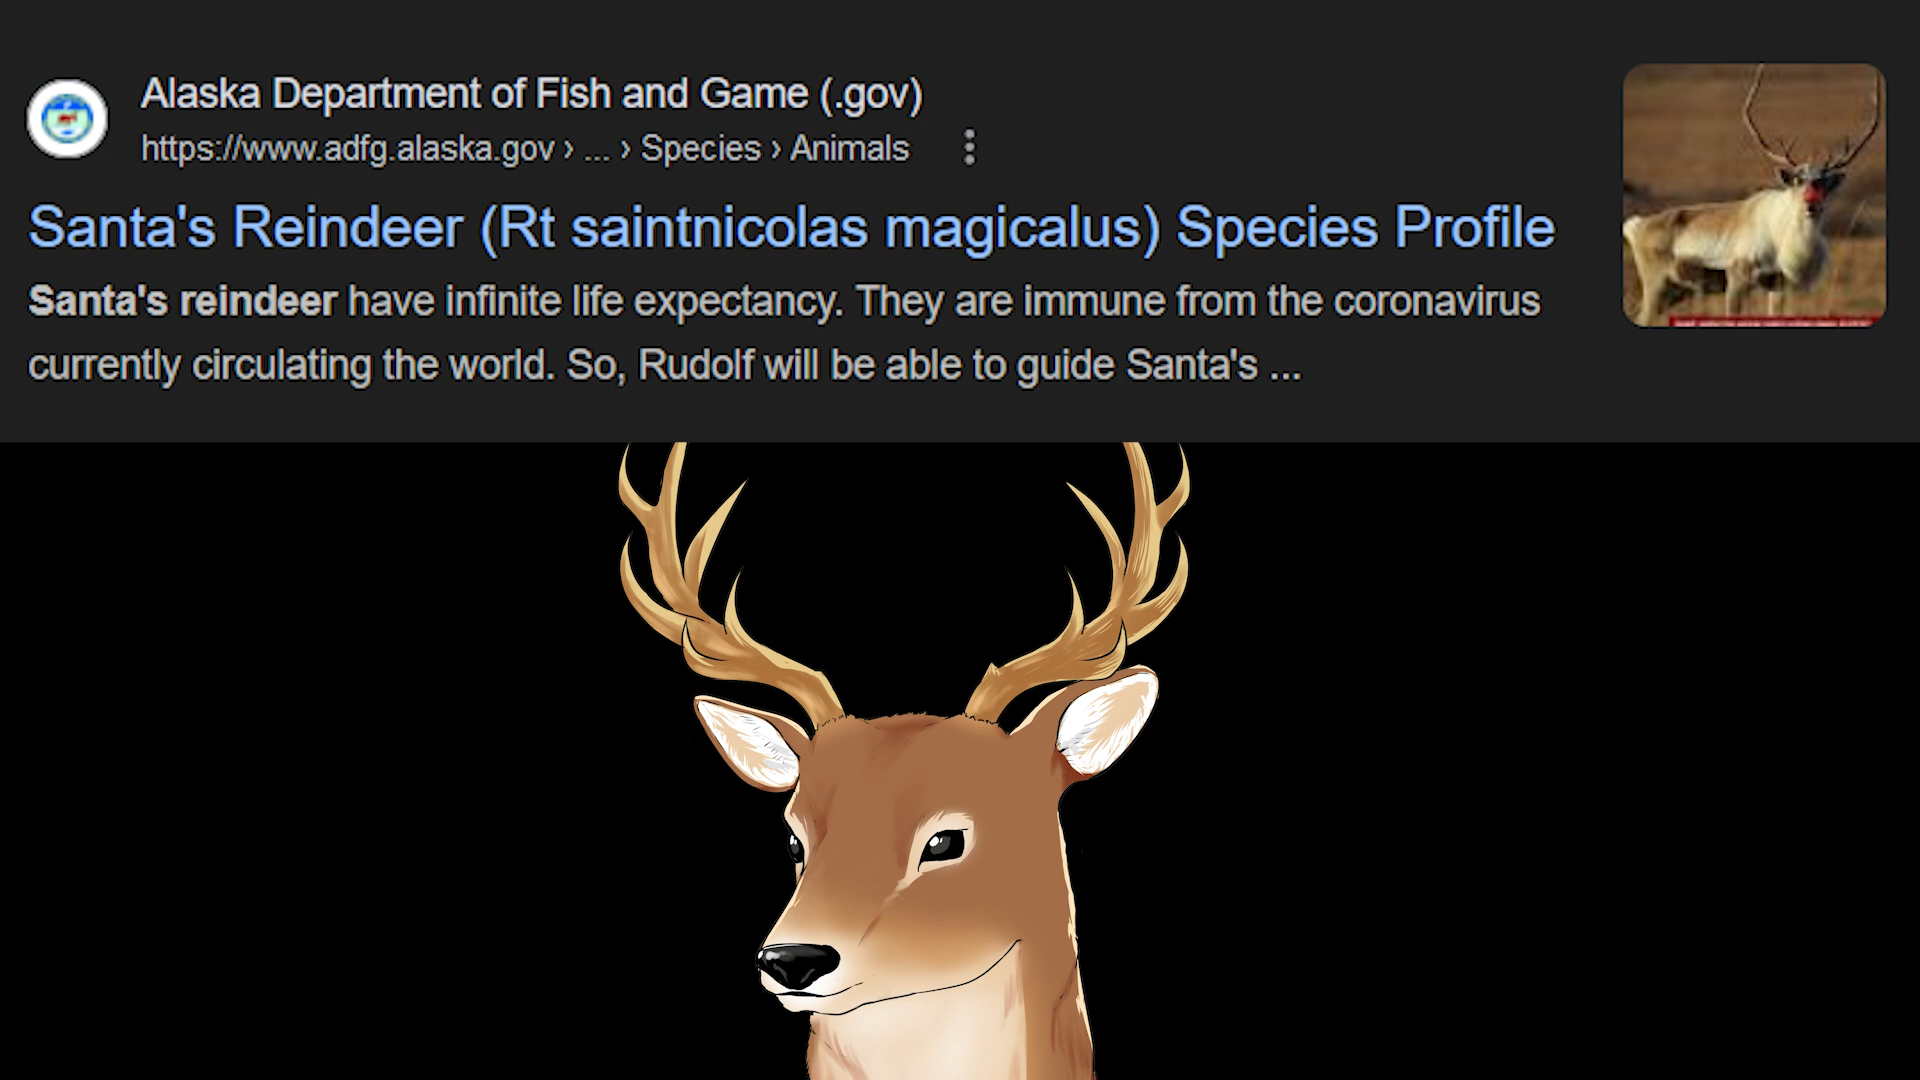 Alaska Department of Fish and Game (.gov)
https://www.adfg.alaska.gov › ... › Species › Animals
Santa's Reindeer (Rt saintnicolas magicalus) Species Profile
Santa's reindeer have infinite life expectancy. They are immune from the coronavirus
currently circulating the world. So, Rudolf will be able to guide Santa's ...